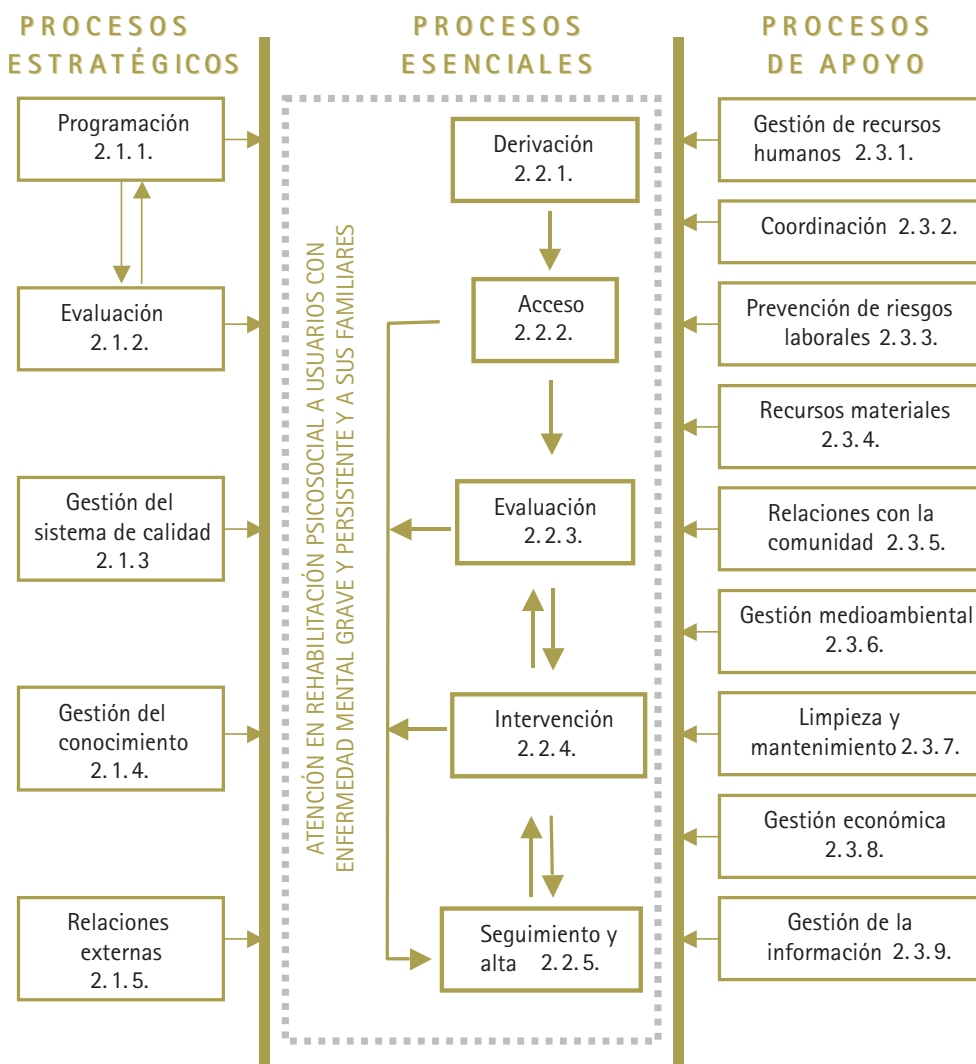 PROCESOS
ESTRATÉGICOS
Programación
2.1.1.
Evaluación
2.1.2.
Gestión del
sistema de calidad
2.1.3
Gestión del
conocimiento
2.1.4.
Relaciones
externas
2.1.5.
PROCESOS
ESENCIALES
ATENCIÓN EN REHABILITACIÓN PSICOSOCIAL A USUARIOS CON
ENFERMEDAD MENTAL GRAVE Y PERSISTENTE Y A SUS FAMILIARES
Derivación
2.2.1.
Acceso
2.2.2.
Evaluación
2.2.3.
Intervención
2.2.4.
Seguimiento y
alta 2.2.5.
PROCESOS
DE APOYO
Gestión de recursos
humanos 2.3.1.
Coordinación 2.3.2.
Prevención de riesgos
laborales 2.3.3.
Recursos materiales
2.3.4.
Relaciones con la
comunidad 2.3.5.
Gestión medioambiental
2.3.6.
Limpieza y
mantenimiento 2.3.7.
Gestión económica
2.3.8.
Gestión de la
información 2.3.9.